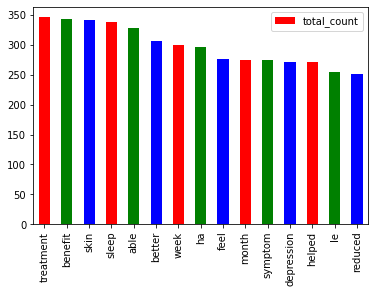 350
300
250
200
150
100
50
0
total_count
treatment
benefit
skin
sleep
able
better
week
ha
feel
month
symptom
depression
helped
le
reduced